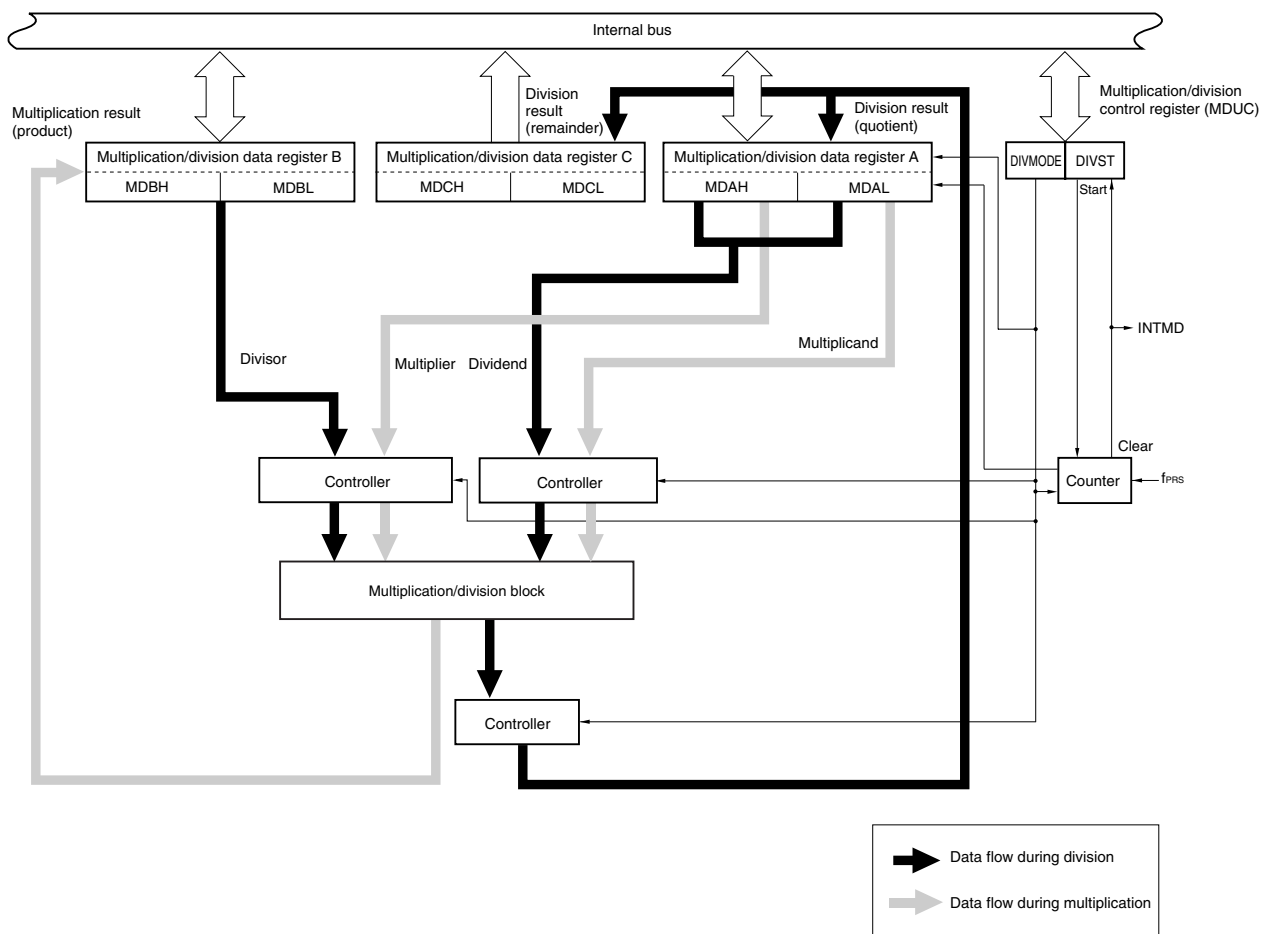 Internal bus
Multiplication result
(product)
Division
result
(remainder)
Division result
(quotient)
Multiplication/division
control register (MDUC)
Multiplication/division data register B
MDBH
MDBL
Multiplication/division data register C
MDCH
MDCL
Multiplication/division data register A
MDAH
MDAL
DIVMODE
DIVST
Start
INTMD
Divisor
Multiplier
Dividend
Multiplicand
Clear
Controller
Controller
Counter
fPRS
Multiplication/division block
Controller
Data flow during division
Data flow during multiplication